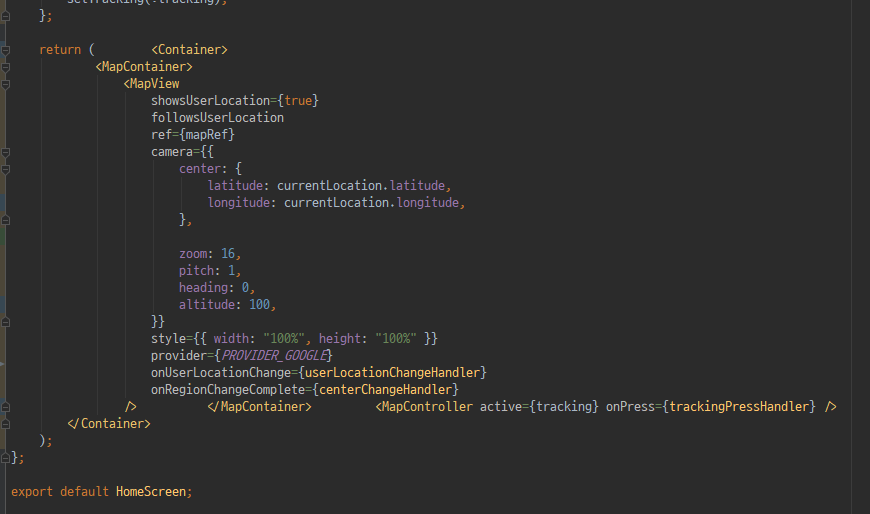 setTracking(!tracking);
};
return (        <Container>
<MapContainer>
<MapView
showsUserLocation={true}
followsUserLocation
ref={mapRef}
camera={{
center: {
latitude: currentLocation.latitude,
longitude: currentLocation.longitude,
},
zoom: 16,
pitch: 1,
heading: 0,
altitude: 100,
}}
style={{ width: "100%", height: "100%" }}
provider={PROVIDER_GOOGLE}
onUserLocationChange={userLocationChangeHandler}
onRegionChangeComplete={centerChangeHandler}
/>          </MapContainer>         <MapController active={tracking} onPress={trackingPressHandler} />
</Container>
);
};
export default HomeScreen;